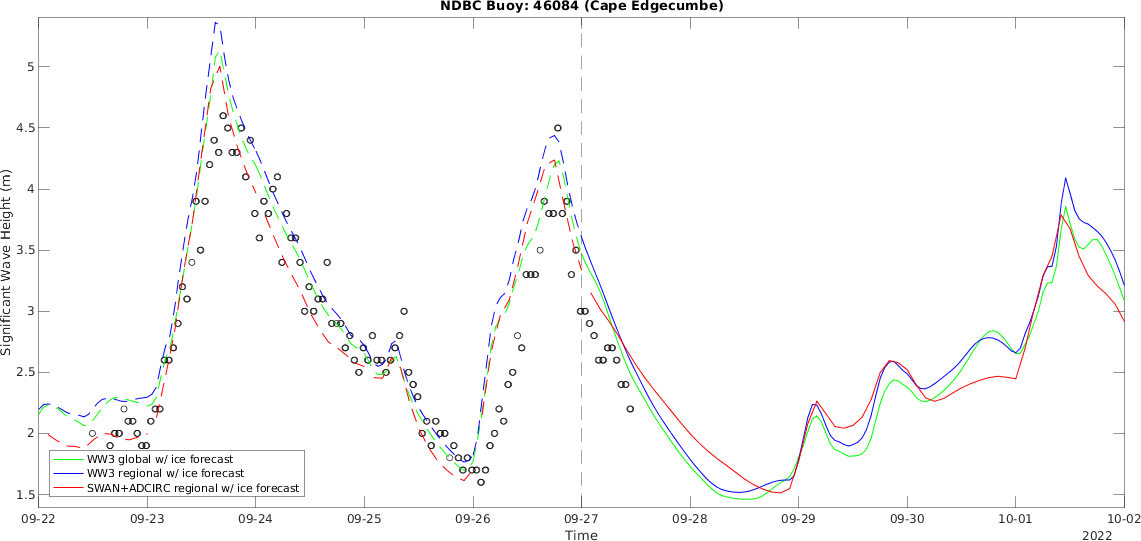 NDBC Buoy: 46084 (Cape Edgecumbe)
Significant Wave Height (m)
5
4.5
4
3.5
3
2.5
2
1.5
WW3 global w/ ice forecast
WW3 regional w/ ice forecast
SWAN+ADCIRC regional w/ ice forecast
09-22 09-23 09-24 09-25 09-26 09-27 09-28 09-29 09-30 10-01 10-02
Time
2022